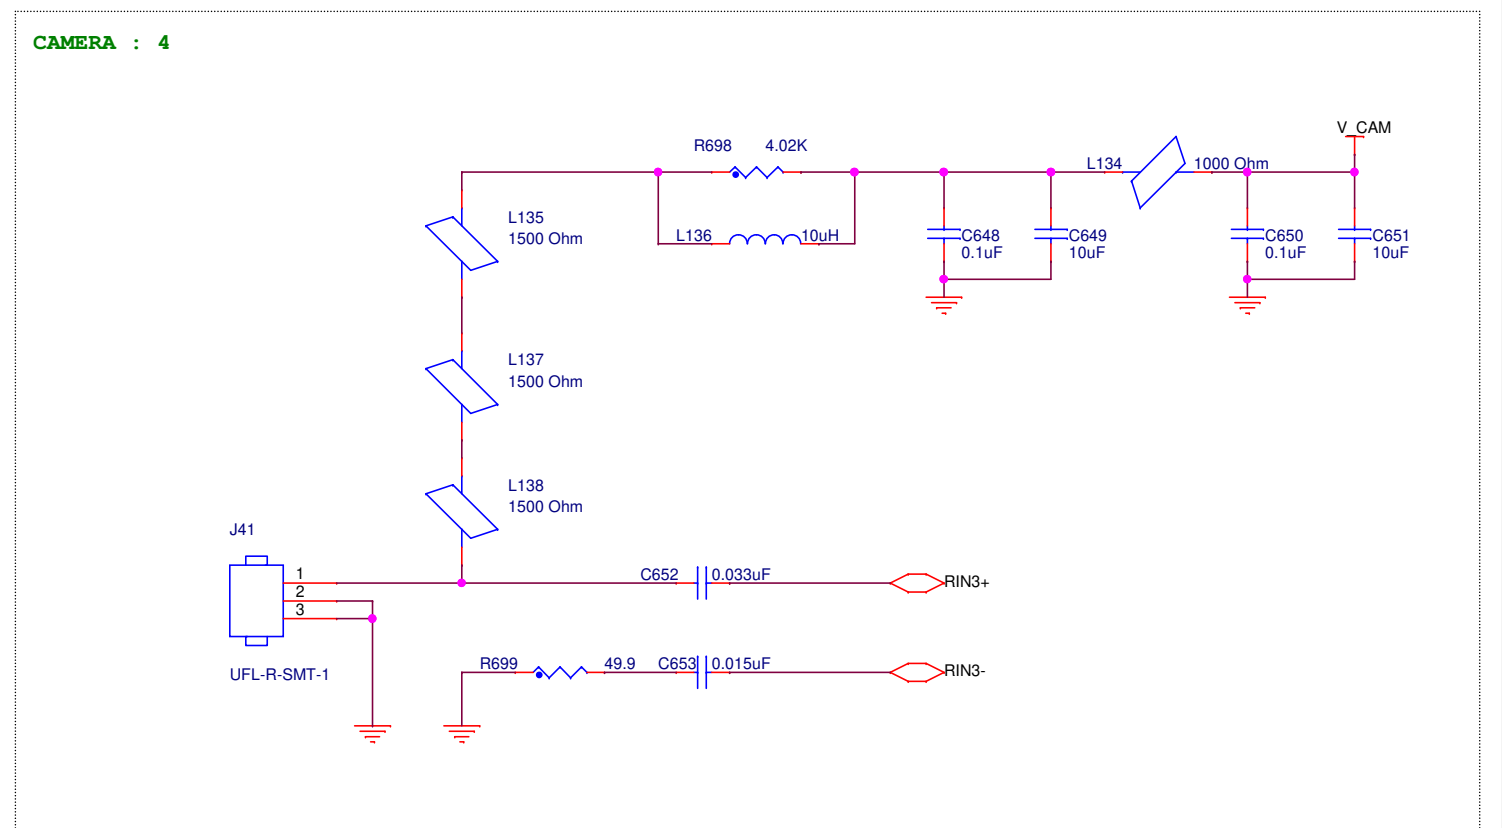 CAMERA : 4
V_CAM
R698 4.02K
L134 1000 Ohm
L135
1500 Ohm
L136 10uH
C648
0.1uF
C649
10uF
C650
0.1uF
C651
10uF
L137
1500 Ohm
L138
1500 Ohm
J41
1
2
3
UFL-R-SMT-1
C652 0.033uF RIN3+
R699 49.9 C653 0.015uF RIN3-